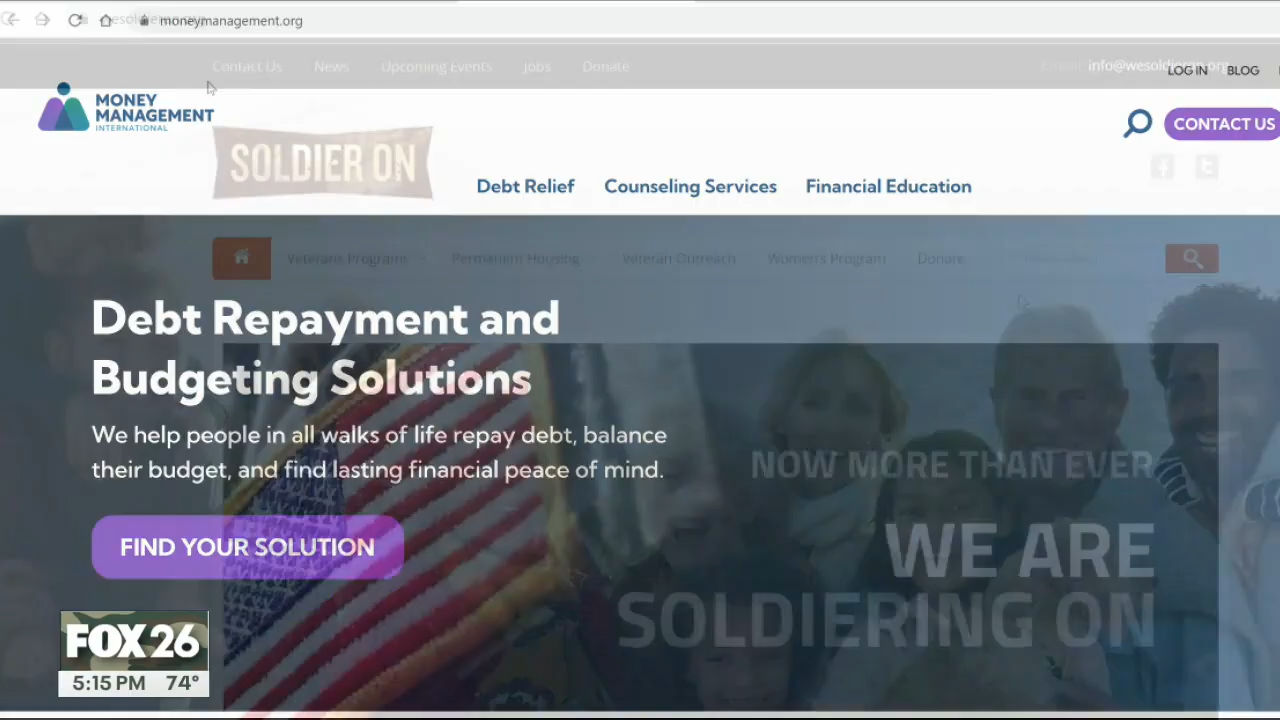 moneymanagement.org
Contact Us News Upcoming Events Jobs Donate
info@wesoldieron.org
LOG IN BLOG
MONEY
MANAGEMENT
INTERNATIONAL
CONTACT US
SOLDIER ON
Debt Relief Counseling Services Financial Education
Veterans Programs Permanent Housing Veteran Outreach Women's Program Donate
Debt Repayment and
Budgeting Solutions
We help people in all walks of life repay debt, balance
their budget, and find lasting financial peace of mind.
FIND YOUR SOLUTION
NOW MORE THAN EVER
WE ARE
SOLDIERING ON
FOX 26
5:15 PM 74°